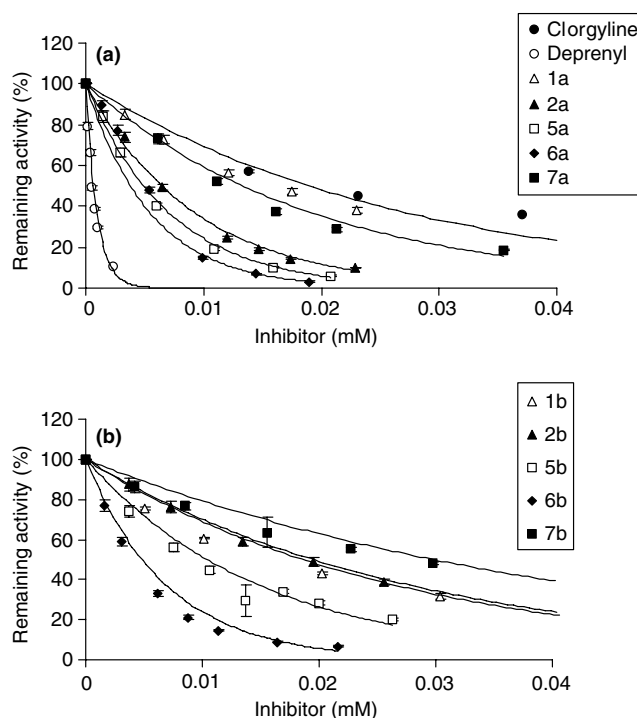 (a)
120
100
80
60
40
20
0
Remaining activity (%)
0 0.01 0.02 0.03 0.04
Inhibitor (mM)
Clorgyline
Deprenyl
1a
2a
5a
6a
7a
(b)
120
100
80
60
40
20
0
Remaining activity (%)
0 0.01 0.02 0.03 0.04
Inhibitor (mM)
1b
2b
5b
6b
7b